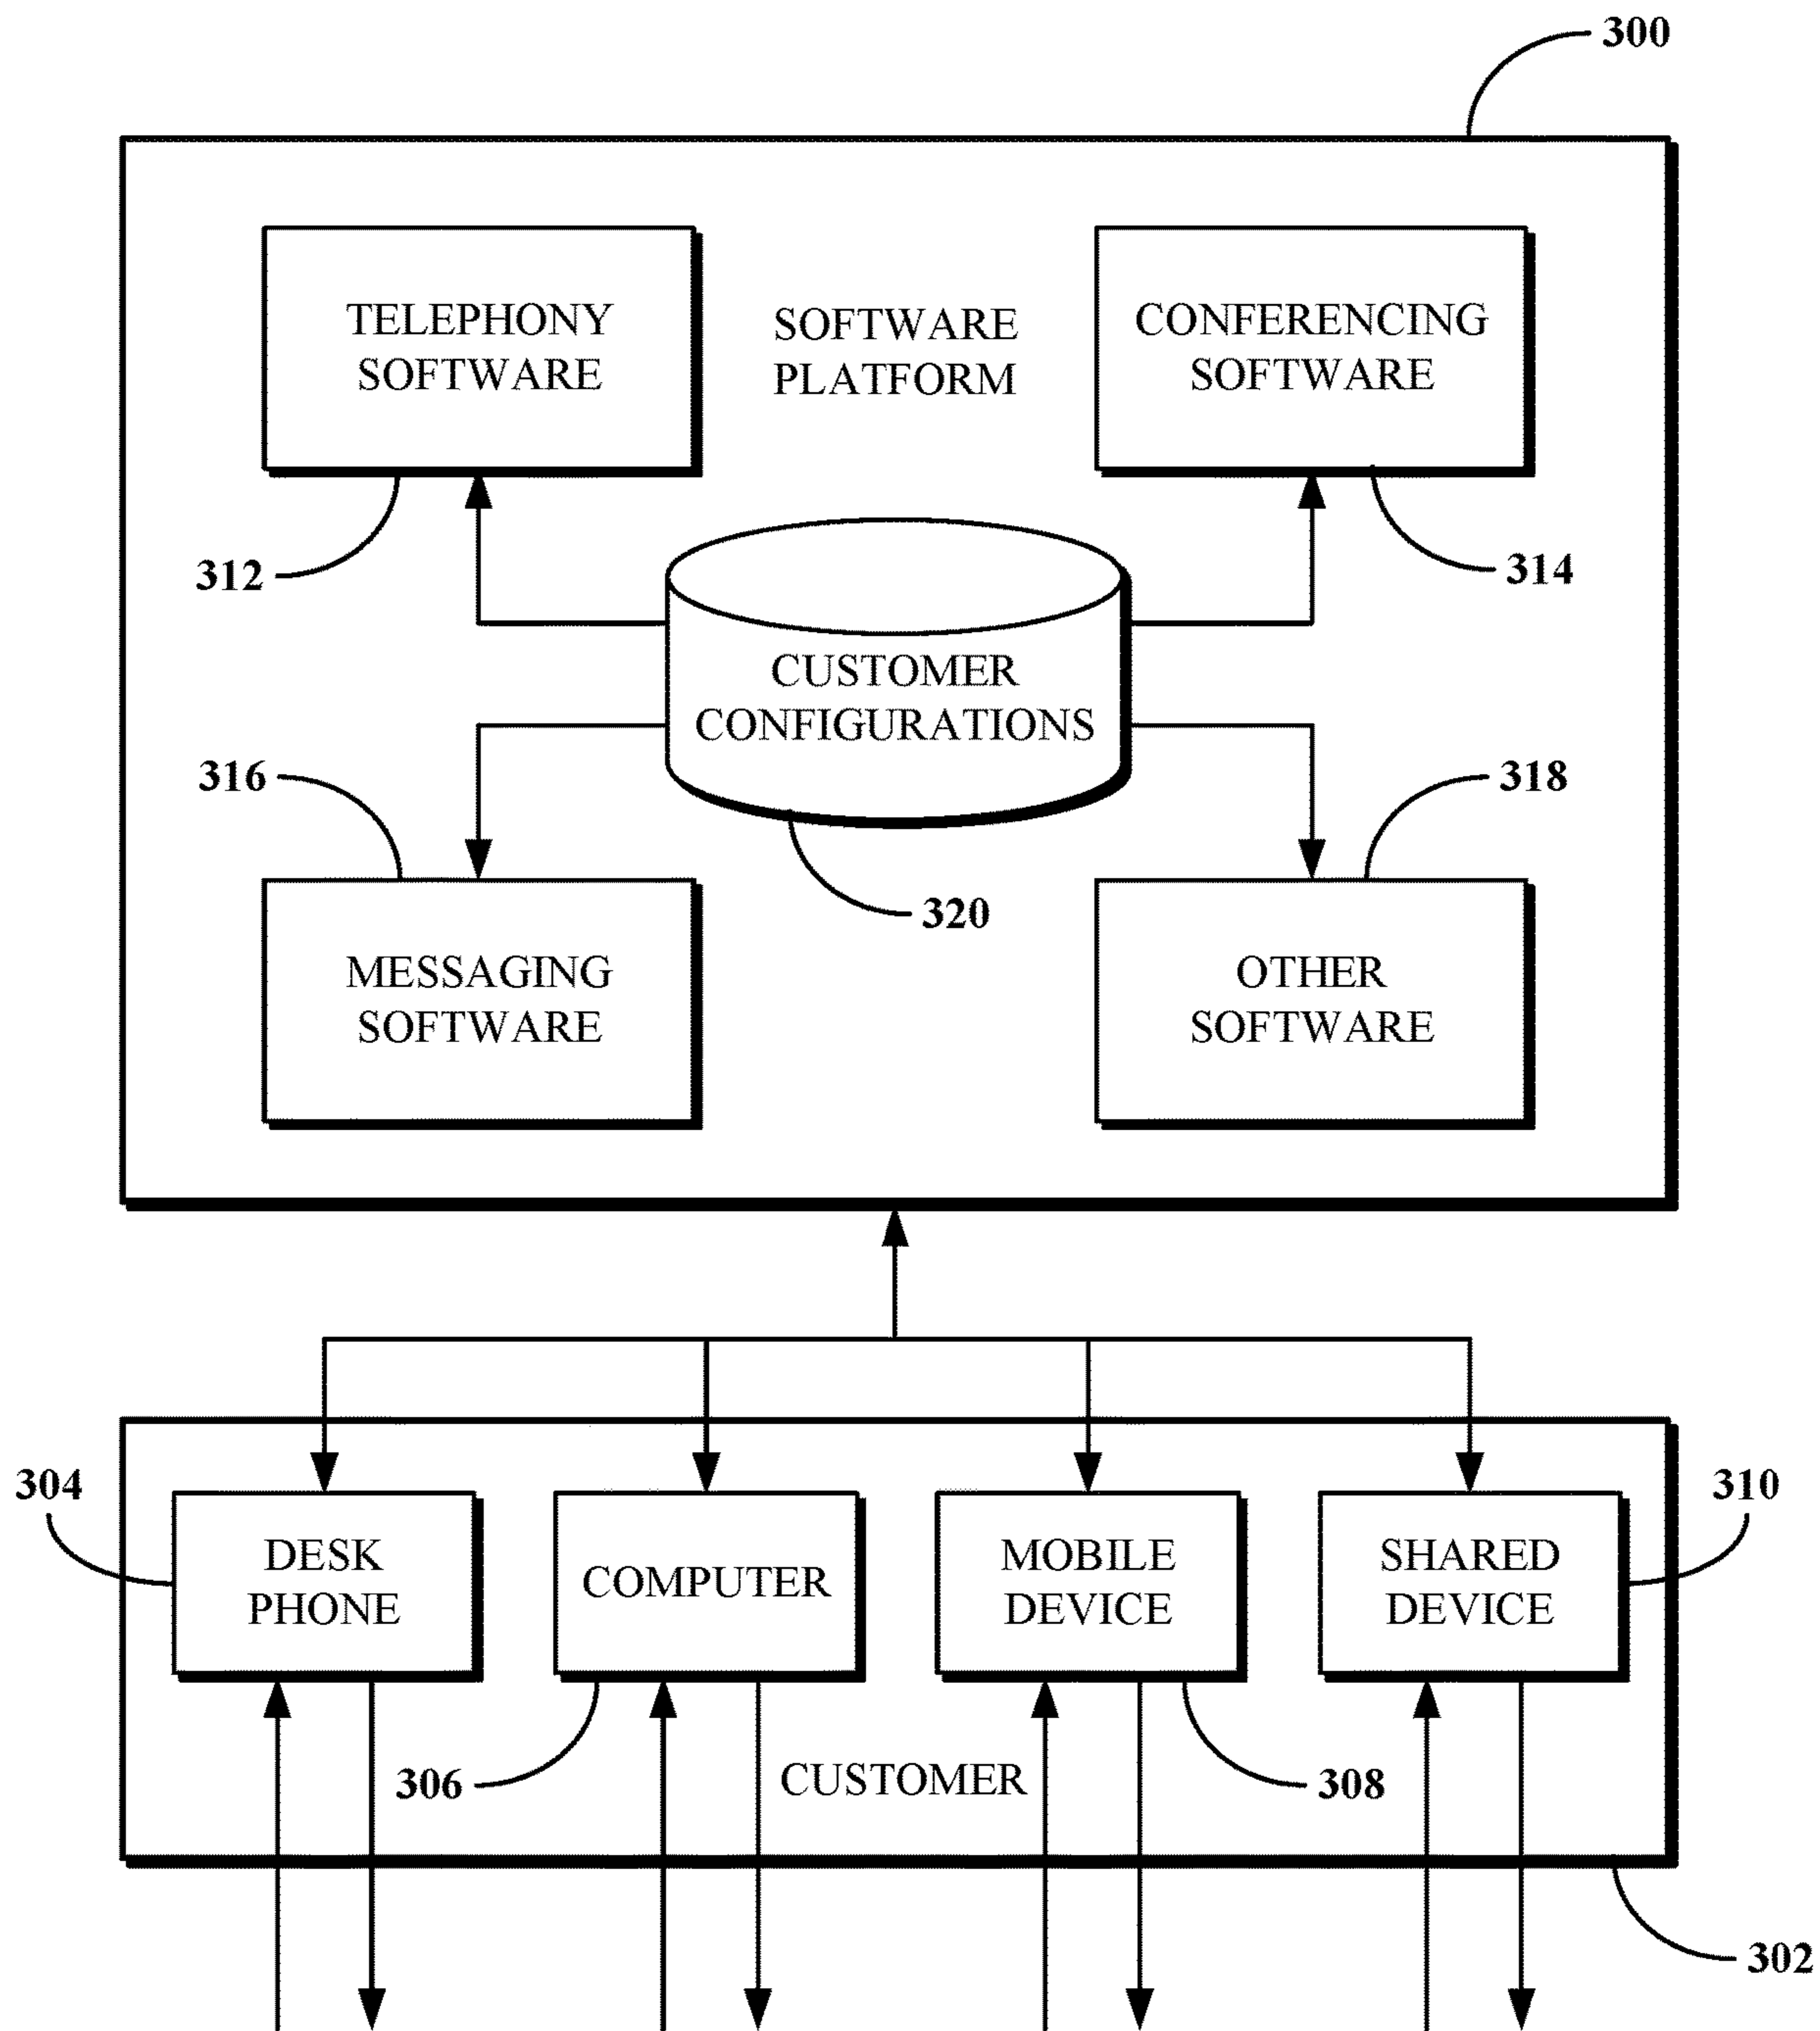 300
TELEPHONY
SOFTWARE
SOFTWARE
PLATFORM
CONFERENCING
SOFTWARE
312
314
CUSTOMER
CONFIGURATIONS
316
318
320
MESSAGING
SOFTWARE
OTHER
SOFTWARE
304
310
DESK
PHONE
COMPUTER
MOBILE
DEVICE
SHARED
DEVICE
306
CUSTOMER
308
302